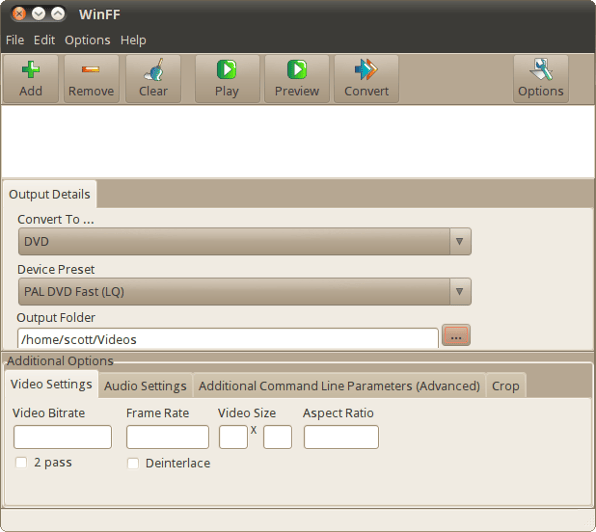 WinFF
File Edit Options Help
Add Remove Clear Play Preview Convert Options
Output Details
Convert To ...
DVD
Device Preset
PAL DVD Fast (LQ)
Output Folder
/home/scott/Videos
...
Additional Options
Video Settings Audio Settings Additional Command Line Parameters (Advanced) Crop
Video Bitrate Frame Rate Video Size Aspect Ratio
x
2 pass Deinterlace